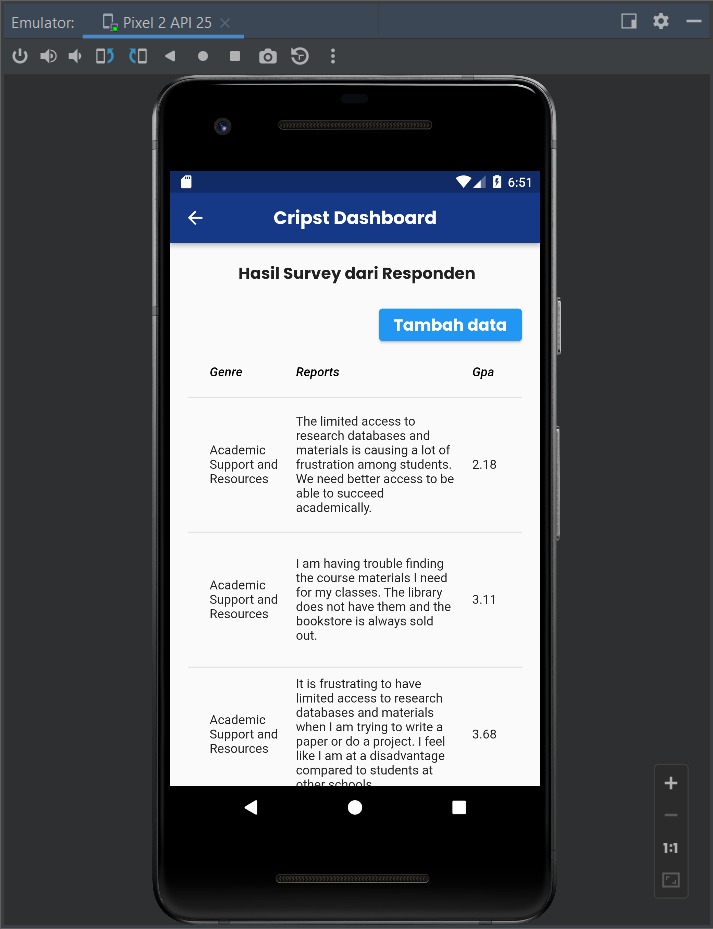 Emulator: Pixel 2 API 25
6:51
Cripst Dashboard
Hasil Survey dari Responden
Tambah data
Genre Reports Gpa
The limited access to
research databases and
Academic materials is causing a lot of
Support and frustration among students. 2.18
Resources We need better access to be
able to succeed
academically.
I am having trouble finding
the course materials I need
Academic for my classes. The library
Support and does not have them and the 3.11
Resources bookstore is always sold
out.
It is frustrating to have
limited access to research
databases and materials
Academic when I am trying to write a
Support and paper or do a project. I feel 3.68
Resources like I am at a disadvantage
compared to students at
other schools
1:1